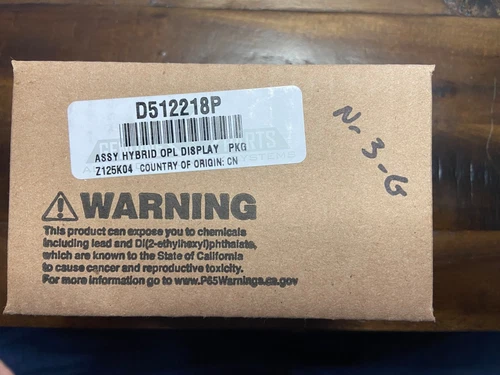 D512218P
ASSY HYBRID OPL DISPLAY PKG
Z125K04 COUNTRY OF ORIGIN: CN
N-3-G
WARNING
This product can expose you to chemicals
including lead and Di(2-ethylhexyl)phthalate,
which are known to the State of California
to cause cancer and reproductive toxicity.
For more information go to www.P65Warnings.ca.gov